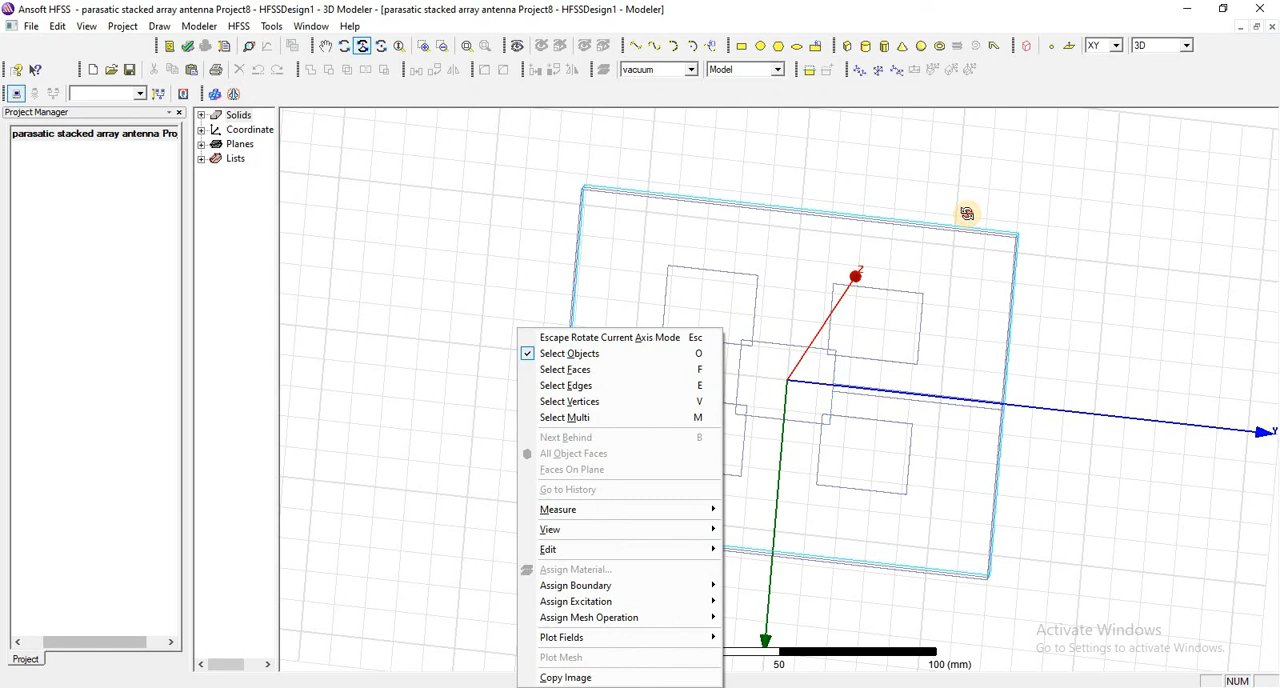 Ansoft HFSS - parasatic stacked array antenna Project8 - HFSSDesign1 - 3D Modeler - [parasatic stacked array antenna Project8 - HFSSDesign1 - Modeler]
File Edit View Project Draw Modeler HFSS Tools Window Help
XY 3D
vacuum Model
Project Manager
parasatic stacked array antenna Pro
Project
Solids
Coordinate
Planes
Lists
Z
Y
Escape Rotate Current Axis Mode Esc
Select Objects O
Select Faces F
Select Edges E
Select Vertices V
Select Multi M
Next Behind B
All Object Faces
Faces On Plane
Go to History
Measure
View
Edit
Assign Material...
Assign Boundary
Assign Excitation
Assign Mesh Operation
Plot Fields
Plot Mesh
Copy Image
50 100 (mm)
Activate Windows
Go to Settings to activate Windows.
NUM